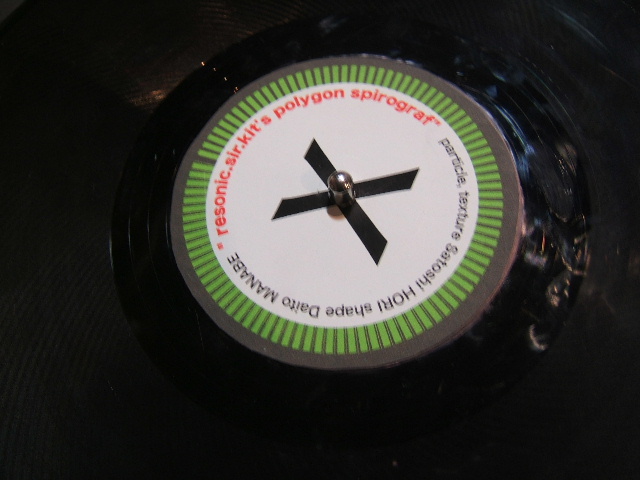 * resonic.sir.kit's polygon spirograf*
particle, texture Satoshi HORI shape Daito MANABE